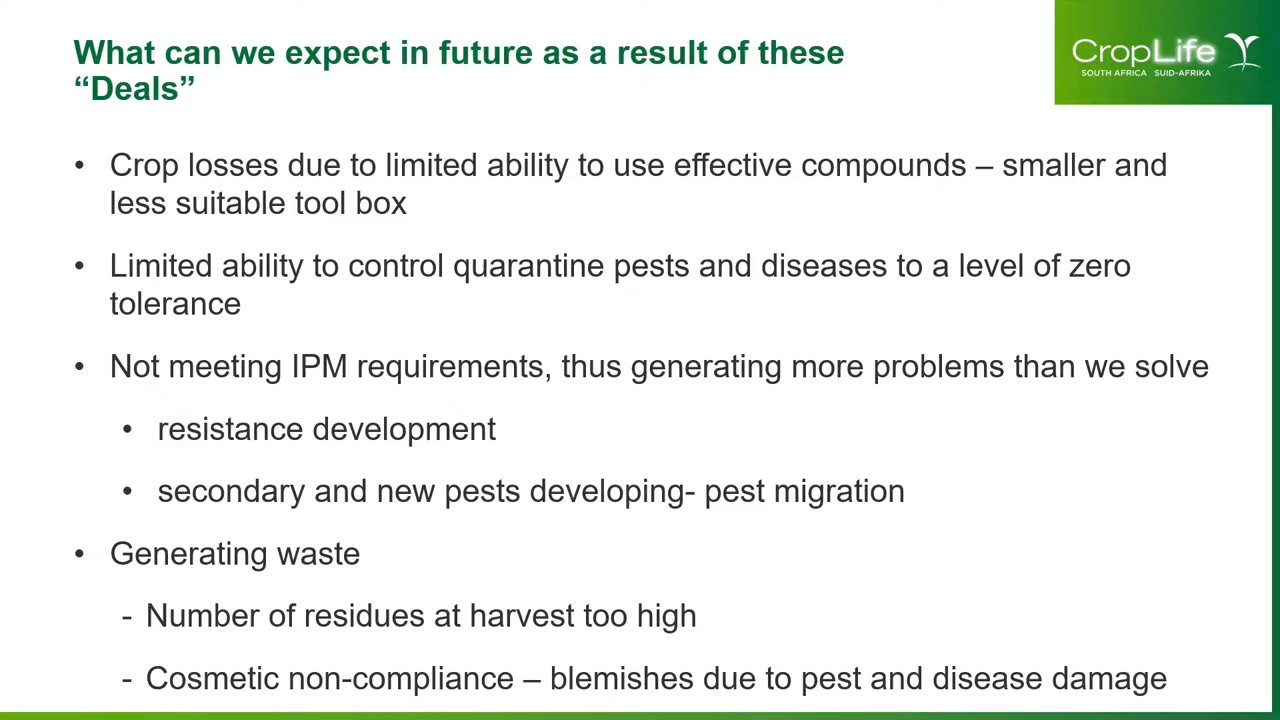 What can we expect in future as a result of these
“Deals”
CropLife
SOUTH AFRICA SUID-AFRIKA
• Crop losses due to limited ability to use effective compounds – smaller and
less suitable tool box
• Limited ability to control quarantine pests and diseases to a level of zero
tolerance
• Not meeting IPM requirements, thus generating more problems than we solve
• resistance development
• secondary and new pests developing- pest migration
• Generating waste
- Number of residues at harvest too high
- Cosmetic non-compliance – blemishes due to pest and disease damage